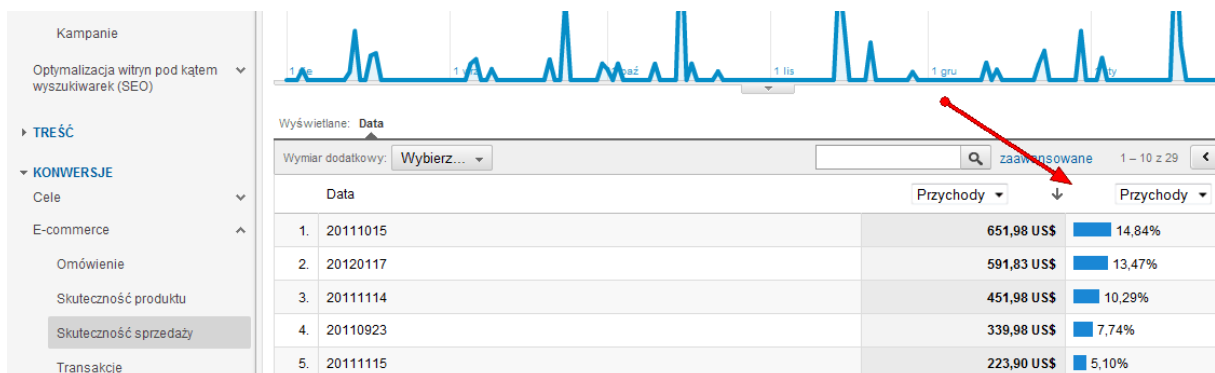 Kampanie
Optymalizacja witryn pod kątem
wyszukiwarek (SEO)
TREŚĆ
KONWERSJE
Cele
E-commerce
Omówienie
Skuteczność produktu
Skuteczność sprzedaży
Transakcje
1 lis
1 gru
Wyświetlane: Data
Wymiar dodatkowy: Wybierz... zaawansowane 1 – 10 z 29
Data Przychody Przychody
1. 20111015 651,98 US$ 14,84%
2. 20120117 591,83 US$ 13,47%
3. 20111114 451,98 US$ 10,29%
4. 20110923 339,98 US$ 7,74%
5. 20111115 223,90 US$ 5,10%